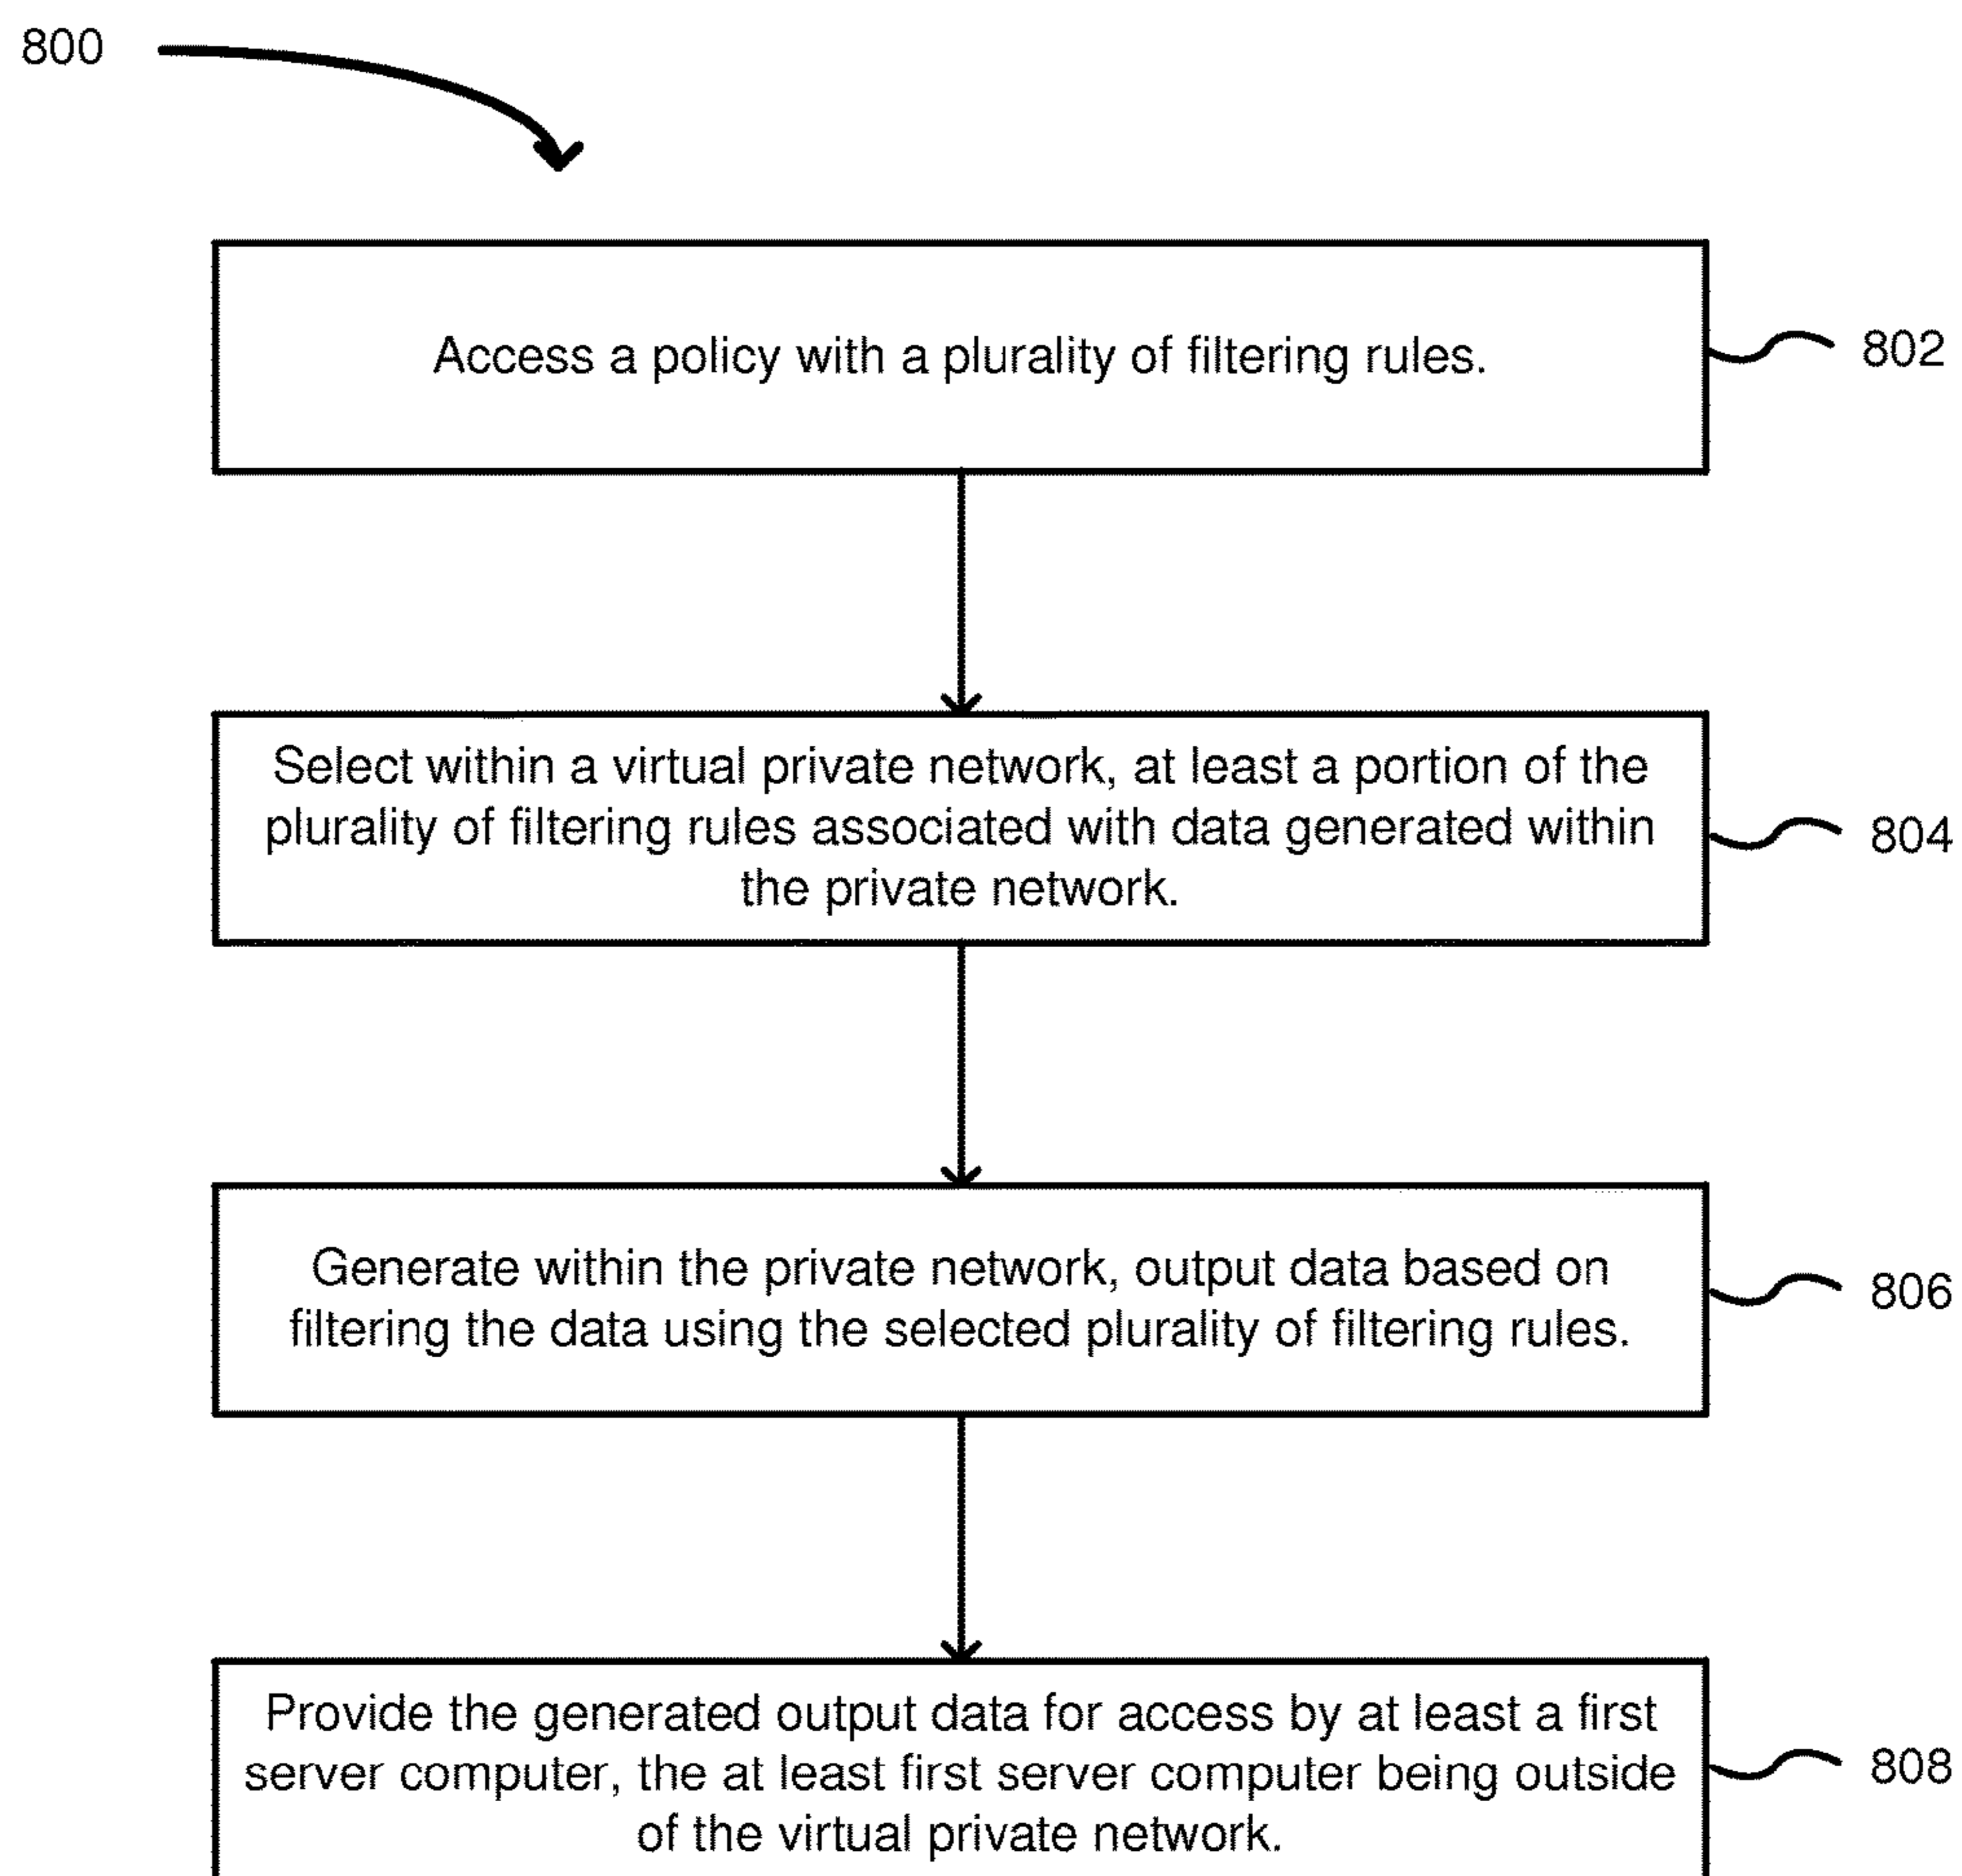 800
Access a policy with a plurality of filtering rules.
802
Select within a virtual private network, at least a portion of the
plurality of filtering rules associated with data generated within
the private network.
804
Generate within the private network, output data based on
filtering the data using the selected plurality of filtering rules.
806
Provide the generated output data for access by at least a first
server computer, the at least first server computer being outside
of the virtual private network.
808